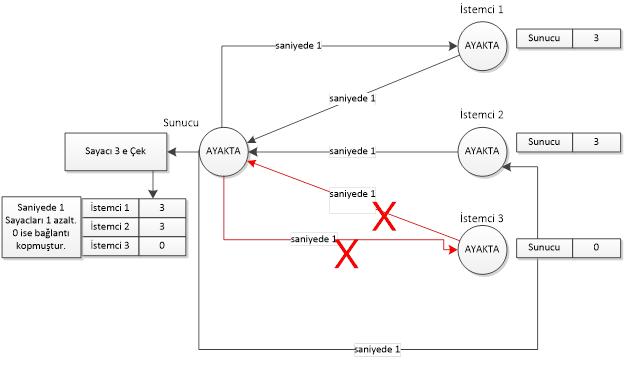 İstemci 1
saniyede 1
AYAKTA
Sunucu 3
saniyede 1
Sunucu
İstemci 2
Sayacı 3 e Çek
AYAKTA
saniyede 1
AYAKTA
Sunucu 3
saniyede 1
X
İstemci 3
Saniyede 1
Sayacları 1 azalt.
0 ise bağlantı
kopmuştur.
İstemci 1 3
İstemci 2 3
İstemci 3 0
saniyede 1
X
AYAKTA
Sunucu 0
saniyede 1